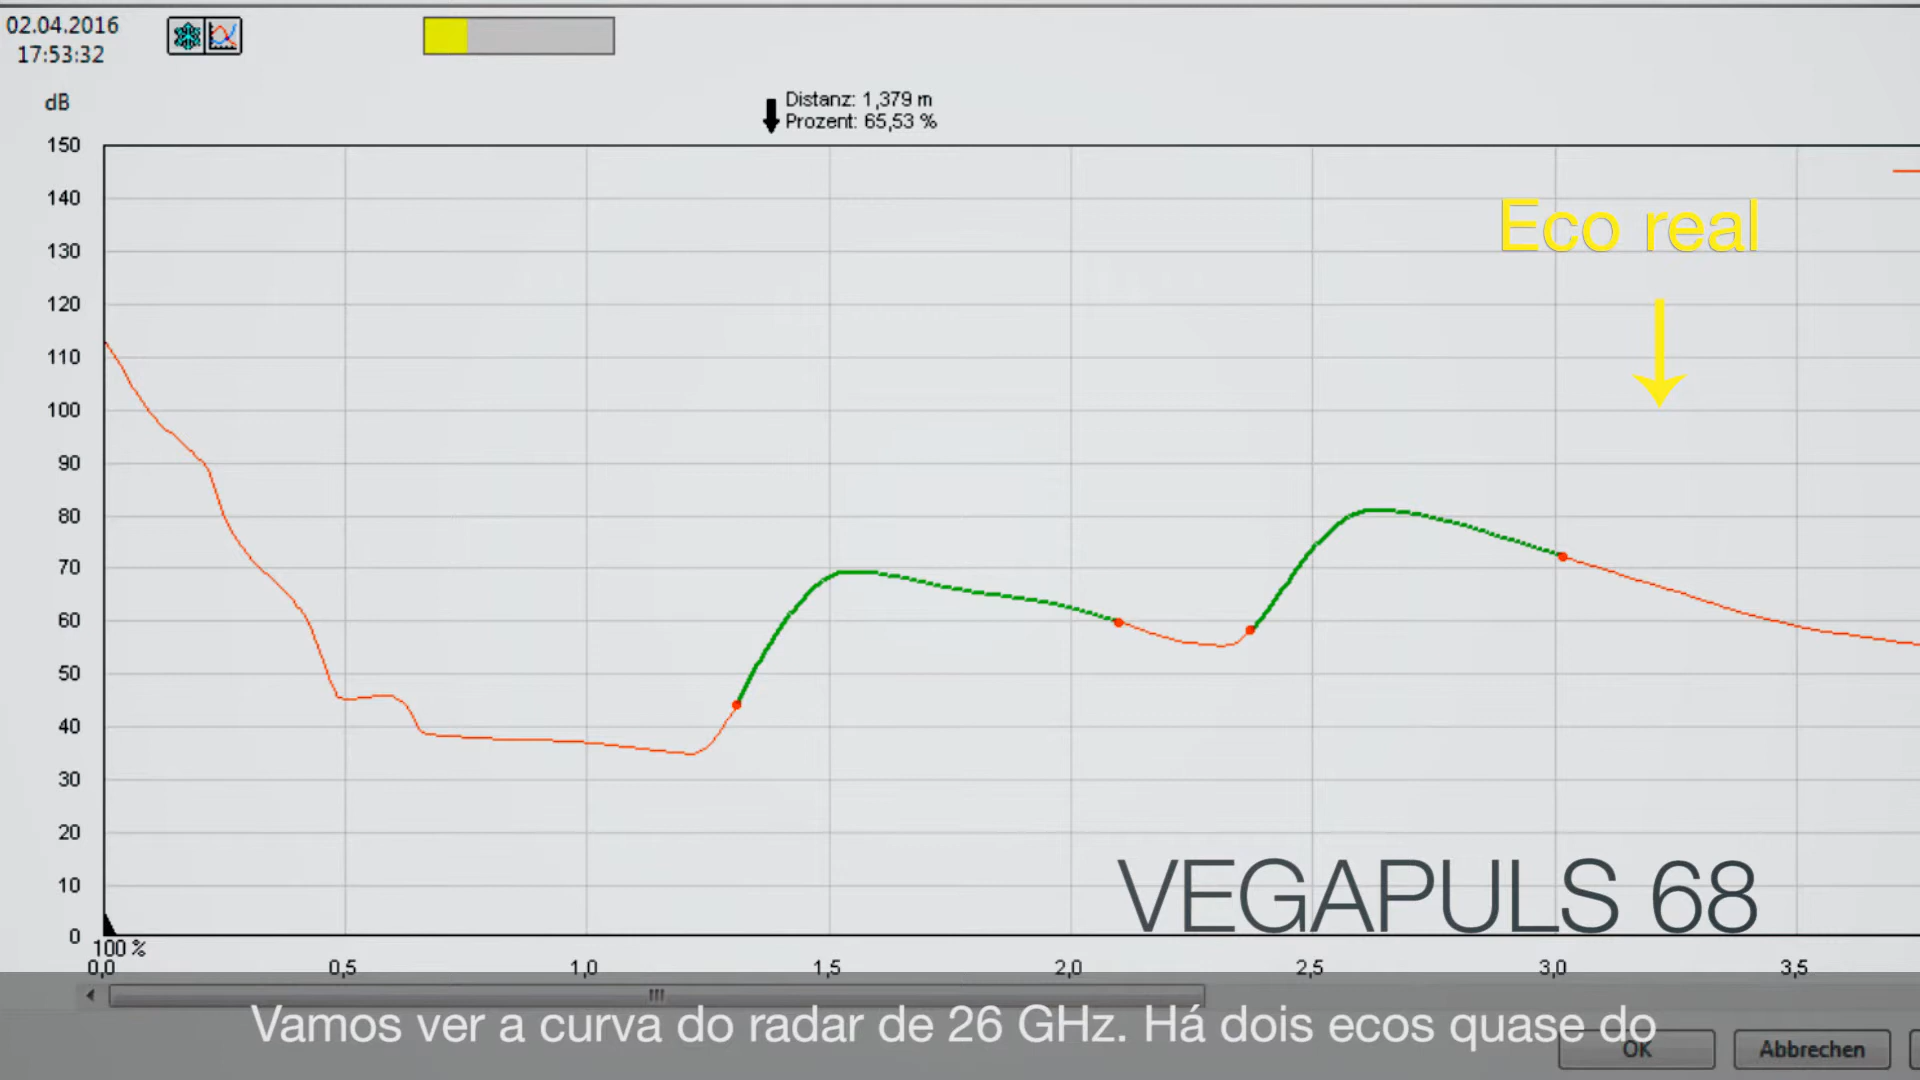 02.04.2016
17:53:32
dB
Distanz: 1,379 m
Prozent: 65,53 %
150
140
130
120
110
100
90
80
70
60
50
40
30
20
10
0
Eco real
VEGAPULS 68
100 %
0,0 0,5 1,0 1,5 2,0 2,5 3,0 3,5
Vamos ver a curva do radar de 26 GHz. Há dois ecos quase do
OK Abbrechen